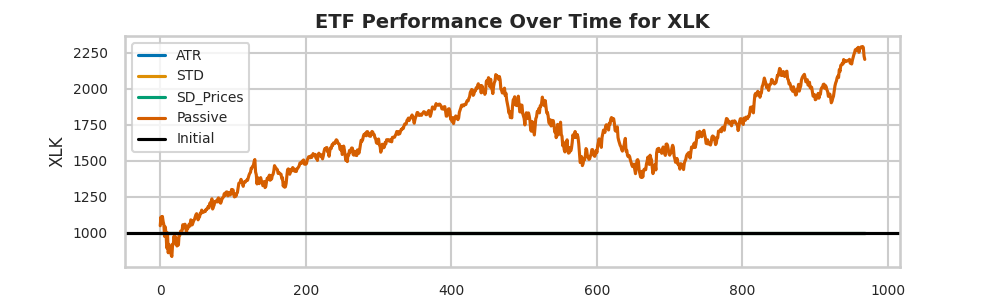 ETF Performance Over Time for XLK
ATR
STD
SD_Prices
Passive
Initial
XLK
2250
2000
1750
1500
1250
1000
0 200 400 600 800 1000